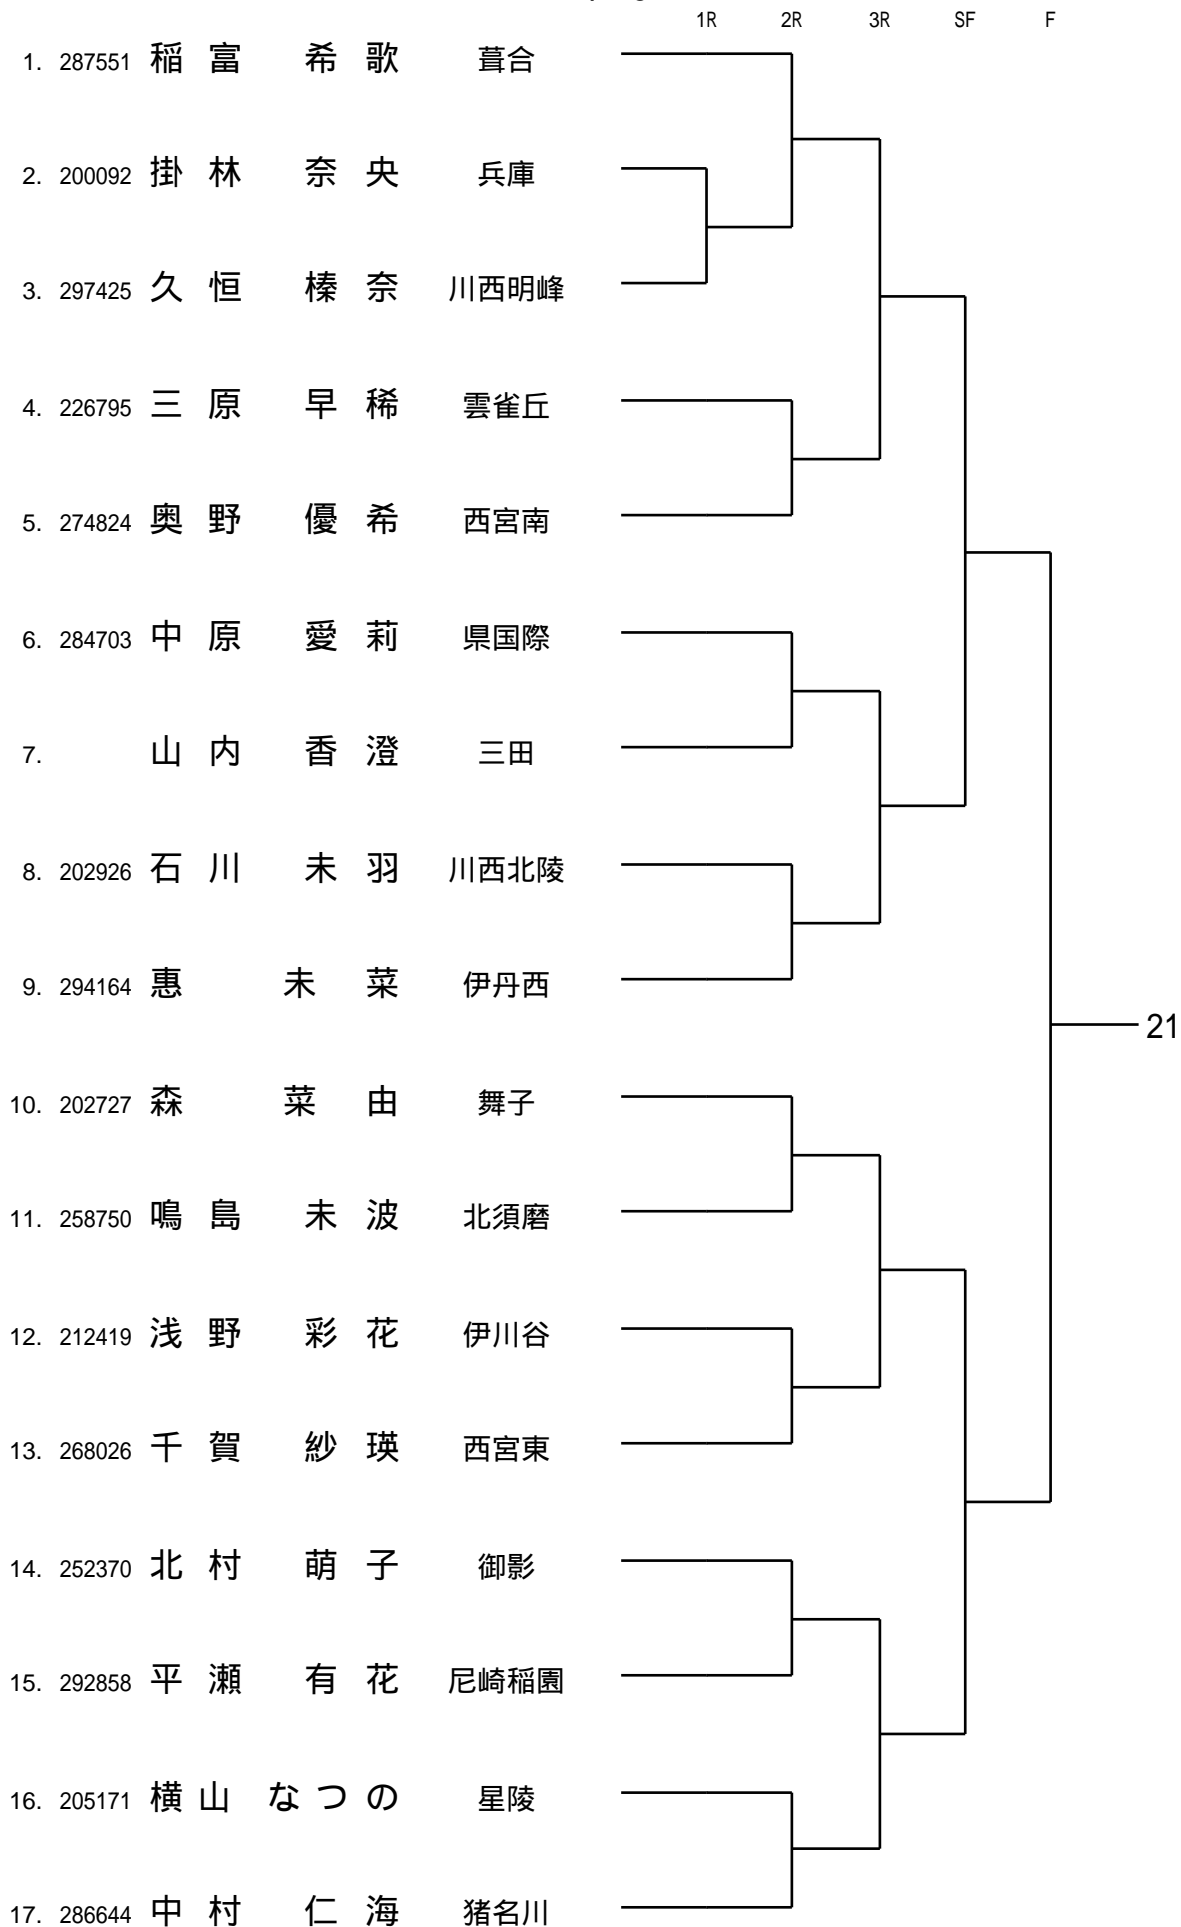 1R 2R 3R SF F
1. 287551 稲富 希歌 葺合
2. 200092 掛林 奈央 兵庫
3. 297425 久恒 榛奈 川西明峰
4. 226795 三原 早稀 雲雀丘
5. 274824 奥野 優希 西宮南
6. 284703 中原 愛莉 県国際
7. 山内 香澄 三田
8. 202926 石川 未羽 川西北陵
9. 294164 惠 未菜 伊丹西
21
10. 202727 森 菜由 舞子
11. 258750 鳴島 未波 北須磨
12. 212419 浅野 彩花 伊川谷
13. 268026 千賀 紗瑛 西宮東
14. 252370 北村 萌子 御影
15. 292858 平瀬 有花 尼崎稲園
16. 205171 横山 なつの 星陵
17. 286644 中村 仁海 猪名川